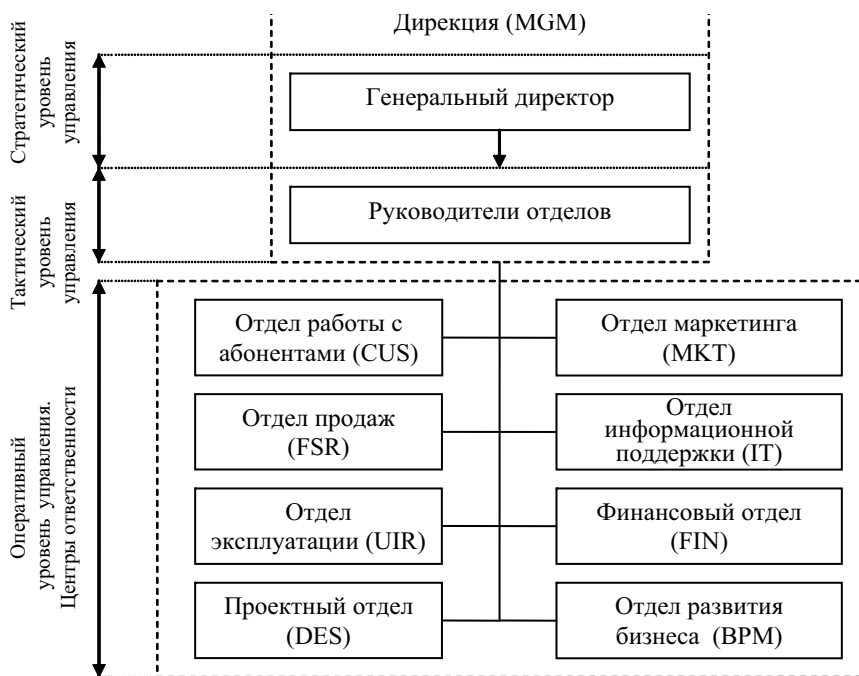 Дирекция (MGM)
Стратегический
уровень
управления
Генеральный директор
Тактический
уровень
управления
Руководители отделов
Оперативный
уровень управления.
Центры ответственности
Отдел работы с
абонентами (CUS)
Отдел маркетинга
(MKT)
Отдел продаж
(FSR)
Отдел
информационной
поддержки (IT)
Отдел
эксплуатации (UIR)
Финансовый отдел
(FIN)
Проектный отдел
(DES)
Отдел развития
бизнеса (BPM)